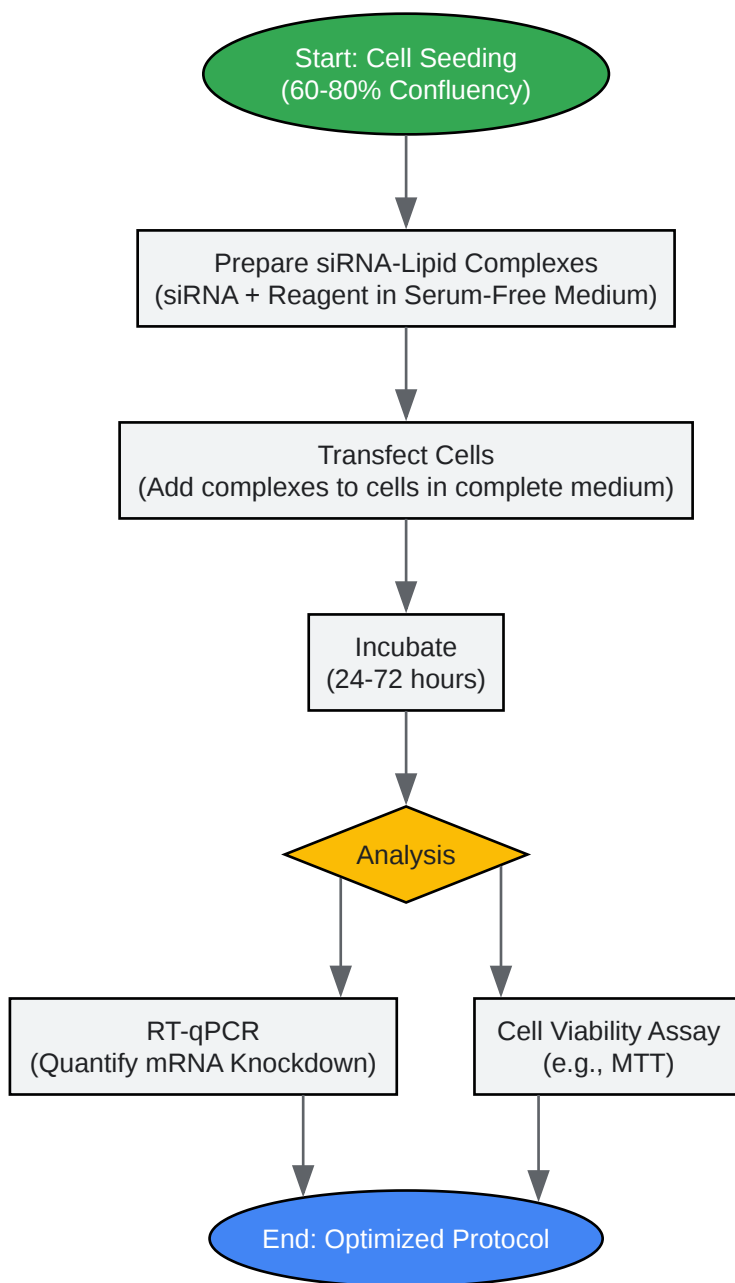 Start: Cell Seeding
(60-80% Confluency)
Prepare siRNA-Lipid Complexes
(siRNA + Reagent in Serum-Free Medium)
Transfect Cells
(Add complexes to cells in complete medium)
Incubate
(24-72 hours)
Analysis
RT-qPCR
(Quantify mRNA Knockdown)
Cell Viability Assay
(e.g., MTT)
End: Optimized Protocol